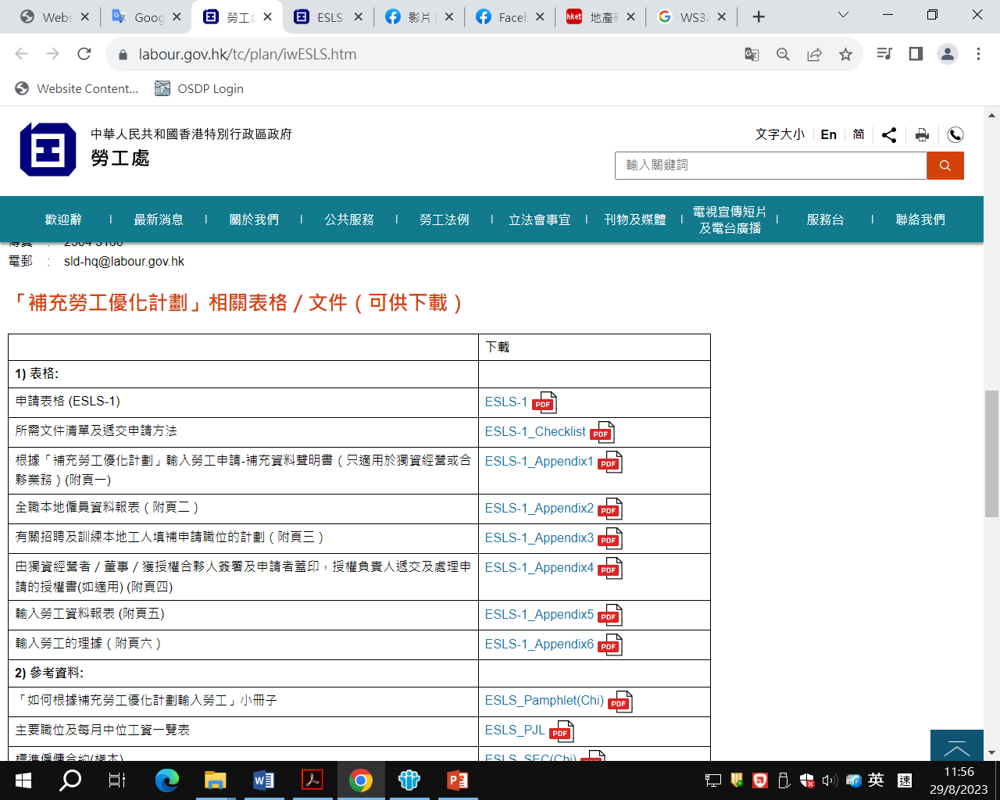 Webs
Goog
勞工處
ESLS-
影片
Faceb
地產新
WS32
labour.gov.hk/tc/plan/iwESLS.htm
Website Content...
OSDP Login
中華人民共和國香港特別行政區政府
勞工處
文字大小
En
简
輸入關鍵詞
歡迎辭
最新消息
關於我們
公共服務
勞工法例
立法會事宜
刊物及媒體
電視宣傳短片
及電台廣播
服務台
聯絡我們
傳真 : 2904 5160
電郵 : sld-hq@labour.gov.hk
「補充勞工優化計劃」相關表格 / 文件 ( 可供下載 )
下載
1) 表格:
申請表格 (ESLS-1)
ESLS-1 PDF
所需文件清單及遞交申請方法
ESLS-1_Checklist PDF
根據「補充勞工優化計劃」輸入勞工申請-補充資料聲明書 ( 只適用於獨資經營或合
夥業務 ) (附頁一)
ESLS-1_Appendix1 PDF
全職本地僱員資料報表 ( 附頁二 )
ESLS-1_Appendix2 PDF
有關招聘及訓練本地工人填補申請職位的計劃 ( 附頁三 )
ESLS-1_Appendix3 PDF
由獨資經營者 / 董事 / 獲授權合夥人簽署及申請者蓋印，授權負責人遞交及處理申
請的授權書(如適用) (附頁四)
ESLS-1_Appendix4 PDF
輸入勞工資料報表 (附頁五)
ESLS-1_Appendix5 PDF
輸入勞工的理據 ( 附頁六 )
ESLS-1_Appendix6 PDF
2) 參考資料:
「如何根據補充勞工優化計劃輸入勞工」小冊子
ESLS_Pamphlet(Chi) PDF
主要職位及每月中位工資一覽表
ESLS_PJL PDF
標準僱傭合約(樣本)
ESLS_SEC(Chi)
英
速
11:56
29/8/2023